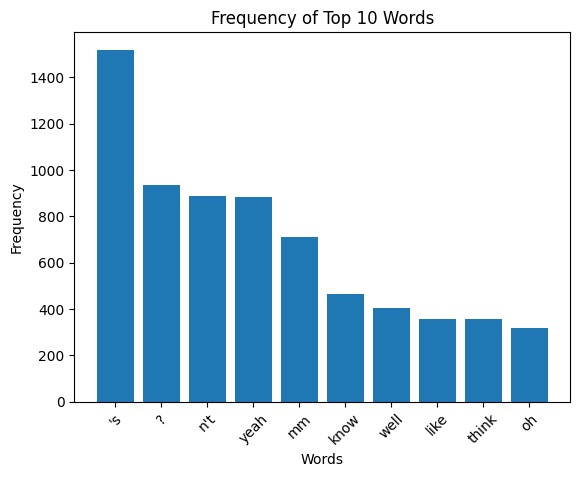 Frequency of Top 10 Words
Frequency
1400
1200
1000
800
600
400
200
0
's
?
n't
yeah
mm
know
well
like
think
oh
Words